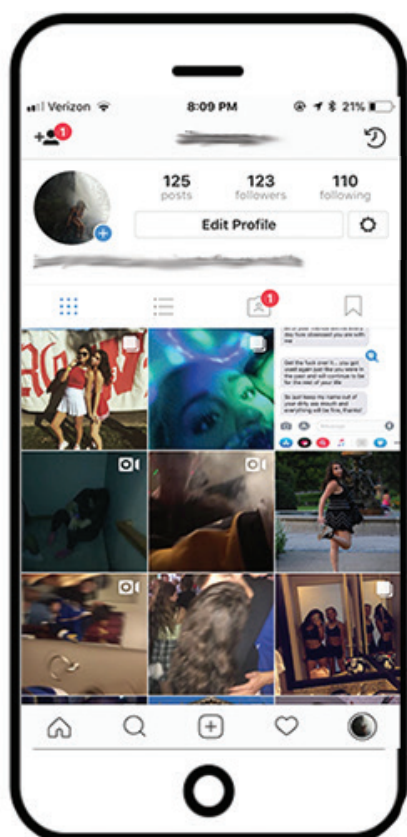 Verizon 8:09 PM 21%
1
125 123 110
posts followers following
Edit Profile
1
me
Get the fuck over it... you got
used again just like you were in
the past and will continue to be
for the rest of your life
So just keep my name out of
your dirty ass mouth and
everything will be fine, thanks!
iMessage